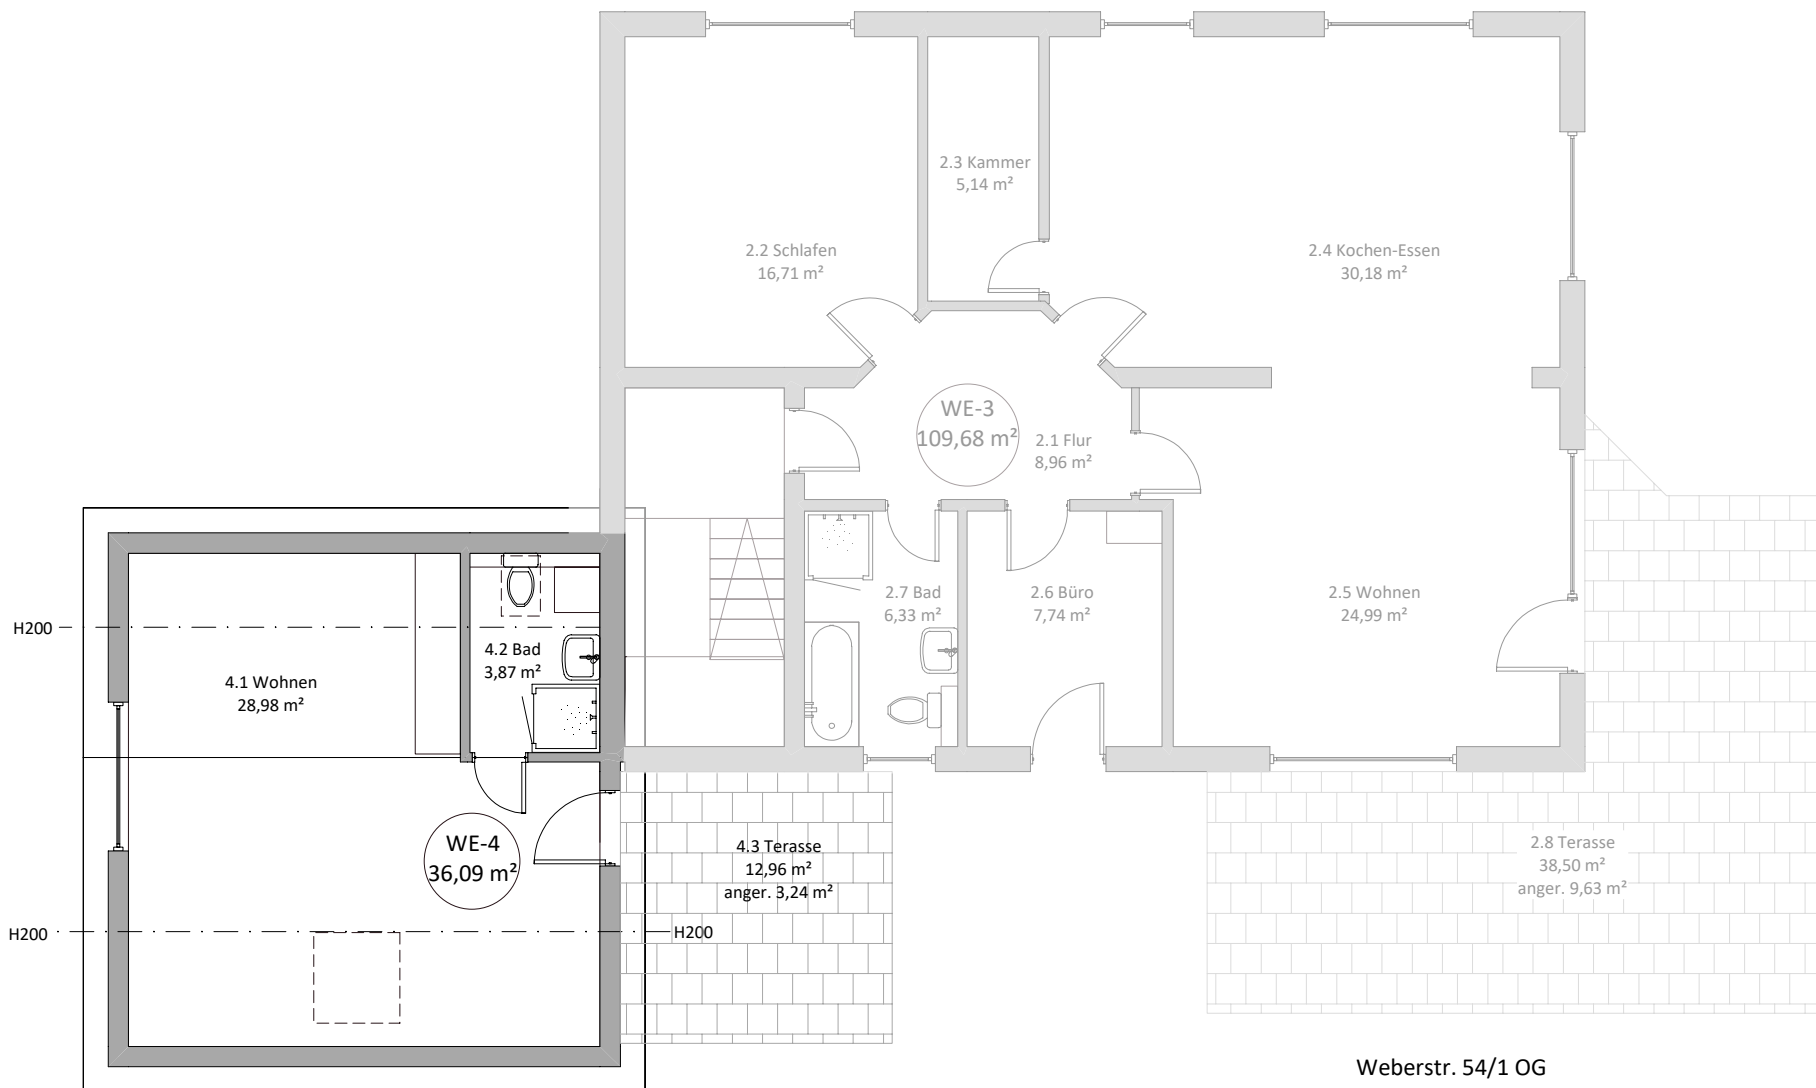 2.3 Kammer
5,14 m²
2.2 Schlafen
16,71 m²
2.4 Kochen-Essen
30,18 m²
WE-3
109,68 m²
2.1 Flur
8,96 m²
2.7 Bad
6,33 m²
2.6 Büro
7,74 m²
2.5 Wohnen
24,99 m²
H200
4.2 Bad
3,87 m²
4.1 Wohnen
28,98 m²
WE-4
36,09 m²
4.3 Terasse
12,96 m²
anger. 3,24 m²
2.8 Terasse
38,50 m²
anger. 9,63 m²
H200
H200
Weberstr. 54/1 OG